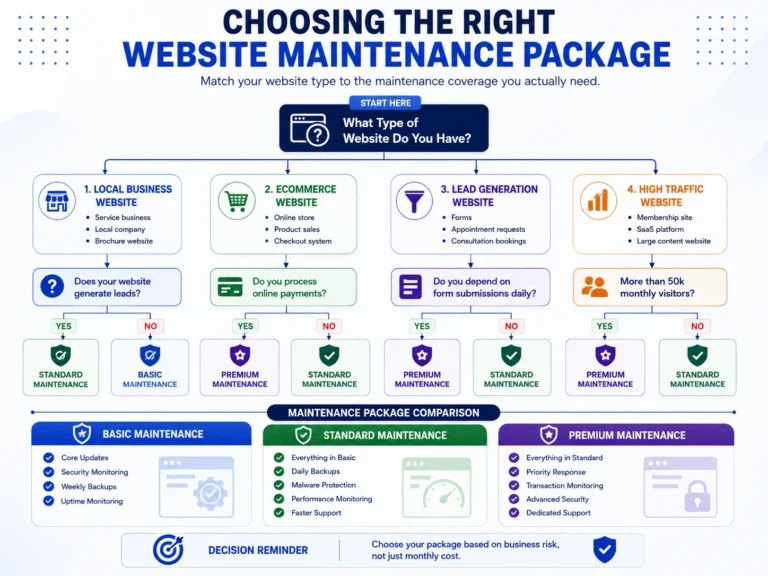 CHOOSING THE RIGHT
WEBSITE MAINTENANCE PACKAGE
Match your website type to the maintenance coverage you actually need.
START HERE
What Type of
Website Do You Have?
1. LOCAL BUSINESS
WEBSITE
• Service business
• Local company
• Brochure website
2. ECOMMERCE
WEBSITE
• Online store
• Product sales
• Checkout system
3. LEAD GENERATION
WEBSITE
• Forms
• Appointment requests
• Consultation bookings
4. HIGH TRAFFIC
WEBSITE
• Membership site
• SaaS platform
• Large content website
Does your website
generate leads?
Do you process
online payments?
Do you depend on
form submissions daily?
More than 50k
monthly visitors?
YES
NO
YES
NO
YES
NO
YES
NO
STANDARD
MAINTENANCE
BASIC
MAINTENANCE
PREMIUM
MAINTENANCE
STANDARD
MAINTENANCE
PREMIUM
MAINTENANCE
STANDARD
MAINTENANCE
PREMIUM
MAINTENANCE
STANDARD
MAINTENANCE
MAINTENANCE PACKAGE COMPARISON
BASIC MAINTENANCE
Core Updates
Security Monitoring
Weekly Backups
Uptime Monitoring
STANDARD MAINTENANCE
Everything in Basic
Daily Backups
Malware Protection
Performance Monitoring
Faster Support
PREMIUM MAINTENANCE
Everything in Standard
Priority Response
Transaction Monitoring
Advanced Security
Dedicated Support
DECISION REMINDER
Choose your package based on business risk,
not just monthly cost.